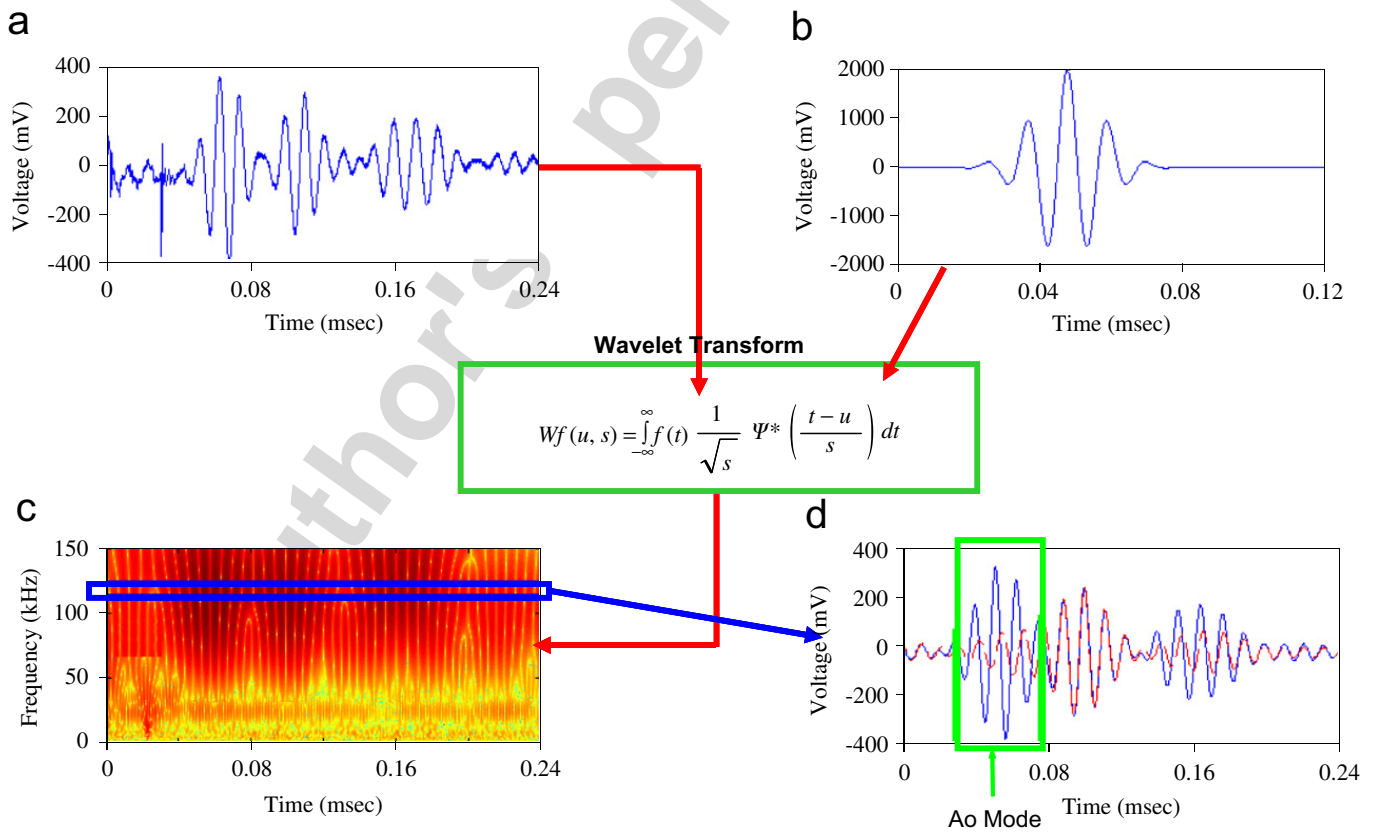 a
400
200
0
-200
-400
Voltage (mV)
0 0.08 0.16 0.24
Time (msec)
b
2000
1000
0
-1000
-2000
Voltage (mV)
0 0.04 0.08 0.12
Time (msec)
uthor's per
Wavelet Transform
Wf (u, s) = ∫_{-∞}^{∞} f (t) 1/√s Ψ* ((t − u)/s) dt
c
150
100
50
0
Frequency (kHz)
0 0.08 0.16 0.24
Time (msec)
d
400
200
0
-200
-400
Voltage (mV)
0 0.08 0.16 0.24
Time (msec)
Ao Mode